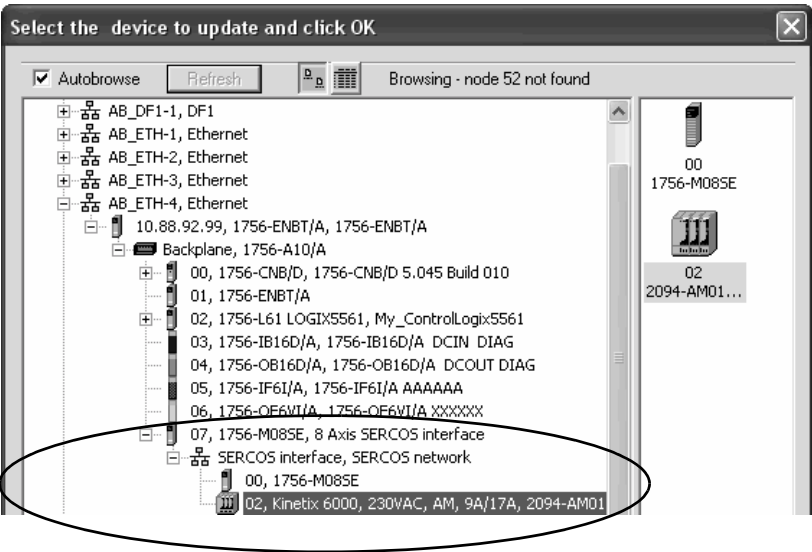 Select the device to update and click OK
Autobrowse Refresh Browsing - node 52 not found
AB_DF1-1, DF1
AB_ETH-1, Ethernet
AB_ETH-2, Ethernet
AB_ETH-3, Ethernet
AB_ETH-4, Ethernet
10.88.92.99, 1756-ENBT/A, 1756-ENBT/A
Backplane, 1756-A10/A
00, 1756-CNB/D, 1756-CNB/D 5.045 Build 010
01, 1756-ENBT/A
02, 1756-L61 LOGIX5561, My_ControlLogix5561
03, 1756-IB16D/A, 1756-IB16D/A DCIN DIAG
04, 1756-OB16D/A, 1756-OB16D/A DCOUT DIAG
05, 1756-IF6I/A, 1756-IF6I/A AAAAAA
06, 1756-OF6VI/A, 1756-OF6VI/A XXXXXX
07, 1756-M08SE, 8 Axis SERCOS interface
SERCOS interface, SERCOS network
00, 1756-M08SE
02, Kinetix 6000, 230VAC, AM, 9A/17A, 2094-AM01
00
1756-M08SE
02
2094-AM01...